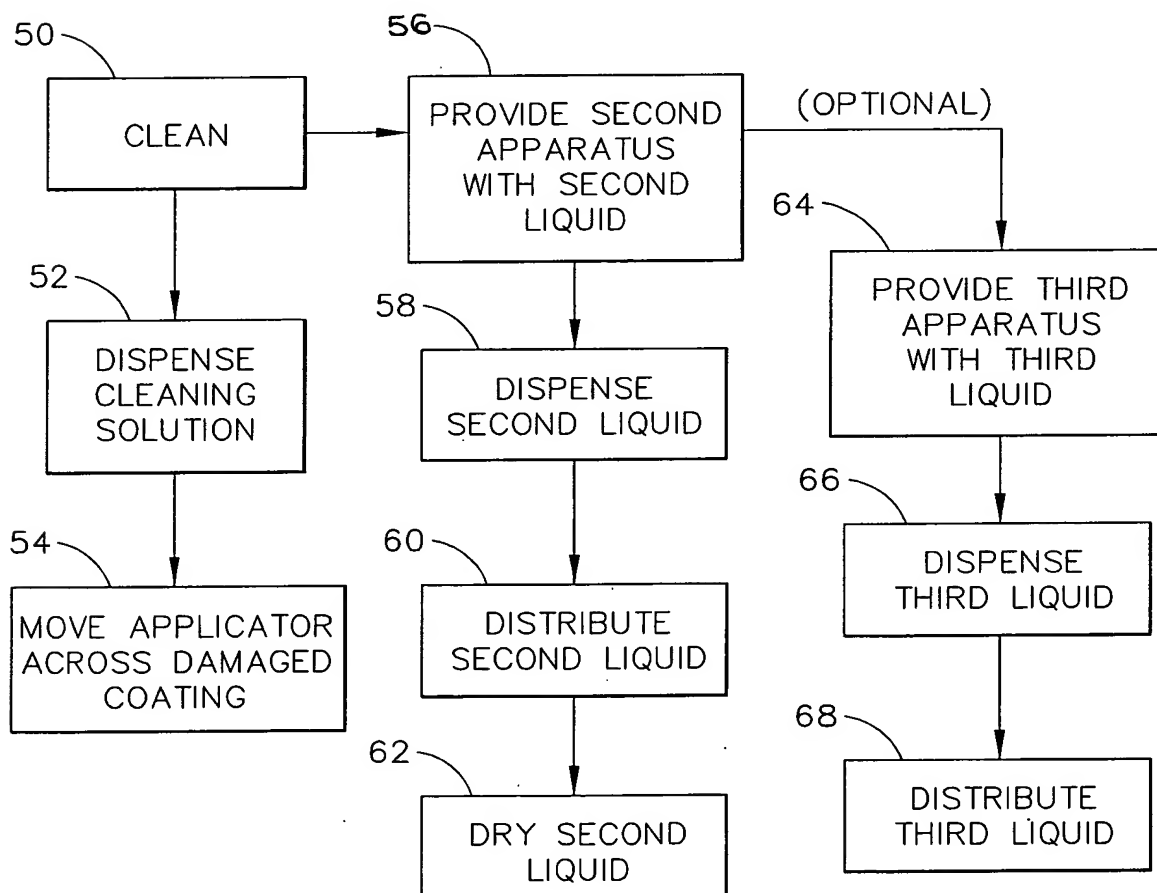 50
CLEAN
52
DISPENSE
CLEANING
SOLUTION
54
MOVE APPLICATOR
ACROSS DAMAGED
COATING
56
PROVIDE SECOND
APPARATUS
WITH SECOND
LIQUID
58
DISPENSE
SECOND LIQUID
60
DISTRIBUTE
SECOND LIQUID
62
DRY SECOND
LIQUID
(OPTIONAL)
64
PROVIDE THIRD
APPARATUS
WITH THIRD
LIQUID
66
DISPENSE
THIRD LIQUID
68
DISTRIBUTE
THIRD LIQUID